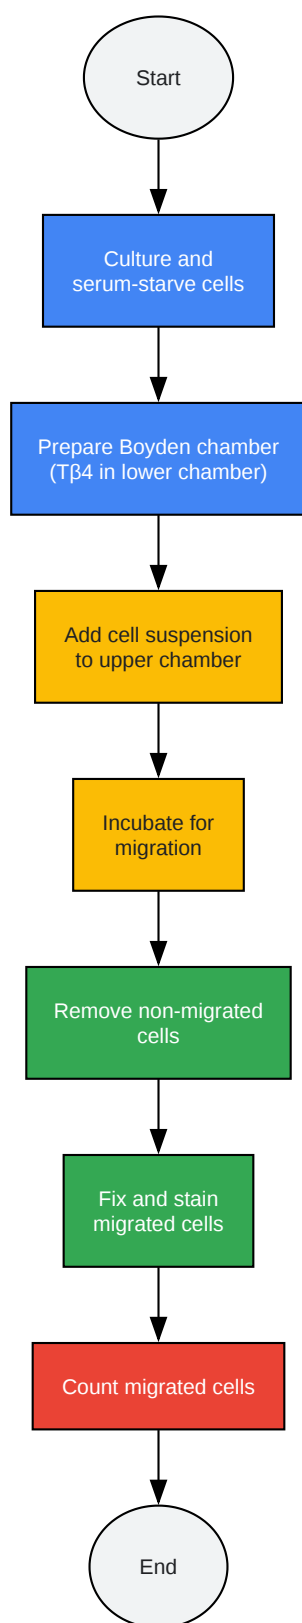 Start
Culture and
serum-starve cells
Prepare Boyden chamber
(Tβ4 in lower chamber)
Add cell suspension
to upper chamber
Incubate for
migration
Remove non-migrated
cells
Fix and stain
migrated cells
Count migrated cells
End